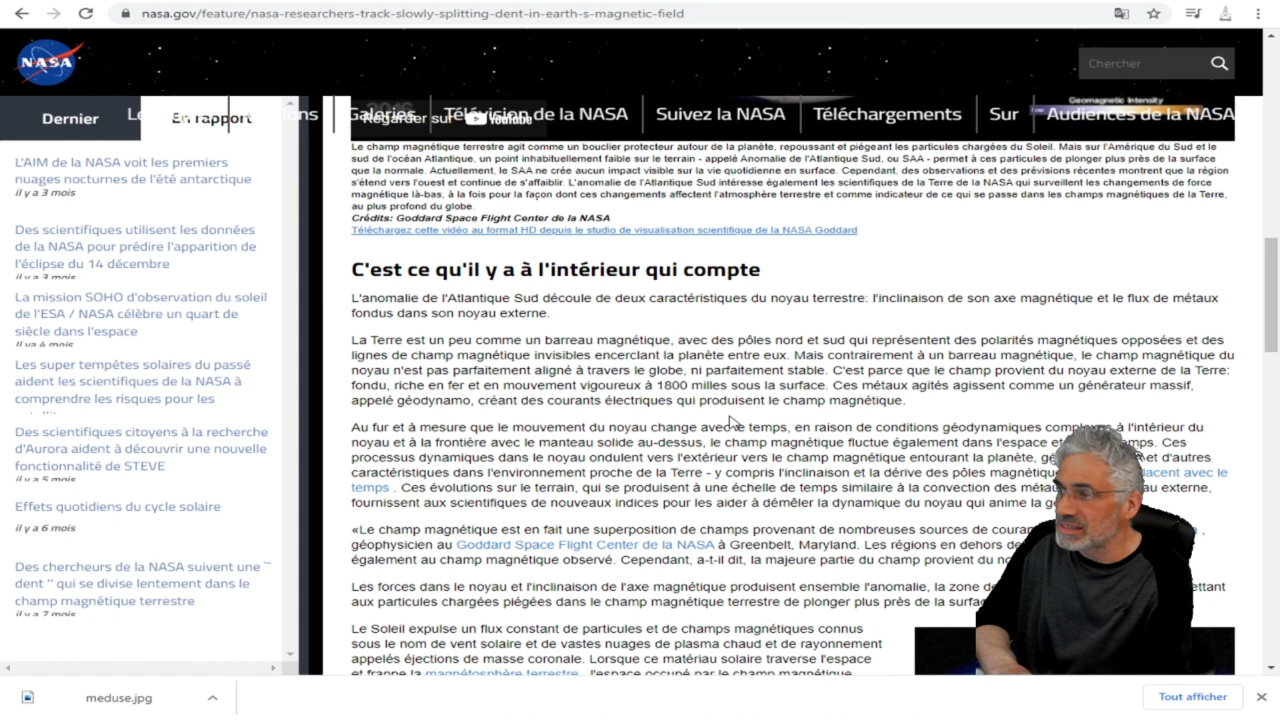 nasa.gov/feature/nasa-researchers-track-slowly-splitting-dent-in-earth-s-magnetic-field
NASA
Chercher
Dernier
En rapport
Galeries
Télévision de la NASA
Suivez la NASA
Téléchargements
Sur
Audiences de la NASA
2016
Regarder sur YouTube
Geomagnetic Intensity
L'AIM de la NASA voit les premiers
nuages nocturnes de l'été antarctique
il y a 3 mois
Des scientifiques utilisent les données
de la NASA pour prédire l'apparition de
l'éclipse du 14 décembre
il y a 3 mois
La mission SOHO d'observation du soleil
de l'ESA / NASA célèbre un quart de
siècle dans l'espace
il y a 4 mois
Les super tempêtes solaires du passé
aident les scientifiques de la NASA à
comprendre les risques pour les
Des scientifiques citoyens à la recherche
d'Aurora aident à découvrir une nouvelle
fonctionnalité de STEVE
il y a 5 mois
Effets quotidiens du cycle solaire
il y a 6 mois
Des chercheurs de la NASA suivent une ``
dent '' qui se divise lentement dans le
champ magnétique terrestre
il y a 7 mois
Le champ magnétique terrestre agit comme un bouclier protecteur autour de la planète, repoussant et piégeant les particules chargées du Soleil. Mais sur l'Amérique du Sud et le
sud de l'océan Atlantique, un point inhabituellement faible sur le terrain - appelé Anomalie de l'Atlantique Sud, ou SAA - permet à ces particules de plonger plus près de la surface
que la normale. Actuellement, le SAA ne crée aucun impact visible sur la vie quotidienne en surface. Cependant, des observations et des prévisions récentes montrent que la région
s'étend vers l'ouest et continue de s'affaiblir. L'anomalie de l'Atlantique Sud intéresse également les scientifiques de la Terre de la NASA qui surveillent les changements de force
magnétique là-bas, à la fois pour la façon dont ces changements affectent l'atmosphère terrestre et comme indicateur de ce qui se passe dans les champs magnétiques de la Terre,
au plus profond du globe.
Crédits: Goddard Space Flight Center de la NASA
Téléchargez cette vidéo au format HD depuis le studio de visualisation scientifique de la NASA Goddard
C'est ce qu'il y a à l'intérieur qui compte
L'anomalie de l'Atlantique Sud découle de deux caractéristiques du noyau terrestre: l'inclinaison de son axe magnétique et le flux de métaux
fondus dans son noyau externe.
La Terre est un peu comme un barreau magnétique, avec des pôles nord et sud qui représentent des polarités magnétiques opposées et des
lignes de champ magnétique invisibles encerclant la planète entre eux. Mais contrairement à un barreau magnétique, le champ magnétique du
noyau n'est pas parfaitement aligné à travers le globe, ni parfaitement stable. C'est parce que le champ provient du noyau externe de la Terre:
fondu, riche en fer et en mouvement vigoureux à 1800 milles sous la surface. Ces métaux agités agissent comme un générateur massif,
appelé géodynamo, créant des courants électriques qui produisent le champ magnétique.
Au fur et à mesure que le mouvement du noyau change avec le temps, en raison de conditions géodynamiques complexes à l'intérieur du
noyau et à la frontière avec le manteau solide au-dessus, le champ magnétique fluctue également dans l'espace et temps. Ces
processus dynamiques dans le noyau ondulent vers l'extérieur vers le champ magnétique entourant la planète, et d'autres
caractéristiques dans l'environnement proche de la Terre - y compris l'inclinaison et la dérive des pôles avec le
temps . Ces évolutions sur le terrain, qui se produisent à une échelle de temps similaire à la convection des externe,
fournissent aux scientifiques de nouveaux indices pour les aider à démêler la dynamique du noyau qui anime la
«Le champ magnétique est en fait une superposition de champs provenant de nombreuses sources de
géophysicien au Goddard Space Flight Center de la NASA à Greenbelt, Maryland. Les régions en dehors
également au champ magnétique observé. Cependant, a-t-il dit, la majeure partie du champ provient du
Les forces dans le noyau et l'inclinaison de l'axe magnétique produisent ensemble l'anomalie, la zone
aux particules chargées piégées dans le champ magnétique terrestre de plonger plus près de la
Le Soleil expulse un flux constant de particules et de champs magnétiques connus
sous le nom de vent solaire et de vastes nuages de plasma chaud et de rayonnement
appelés éjections de masse coronale. Lorsque ce matériau solaire traverse l'espace
et frappe la magnétosphère terrestre , l'espace occupé par le champ magnétique
meduse.jpg
Tout afficher